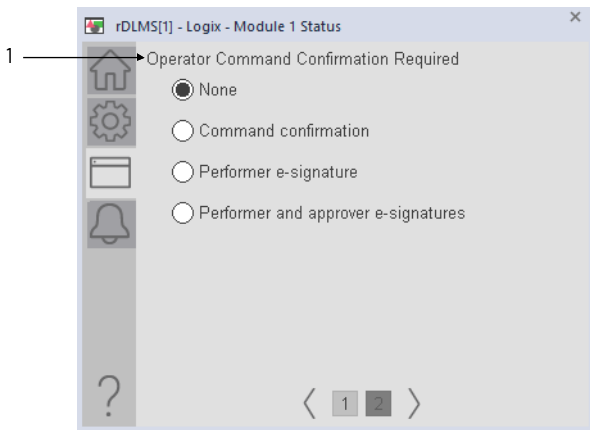 rDLMS[1] - Logix - Module 1 Status
×
1
Operator Command Confirmation Required
None
Command confirmation
Performer e-signature
Performer and approver e-signatures
?
1 2